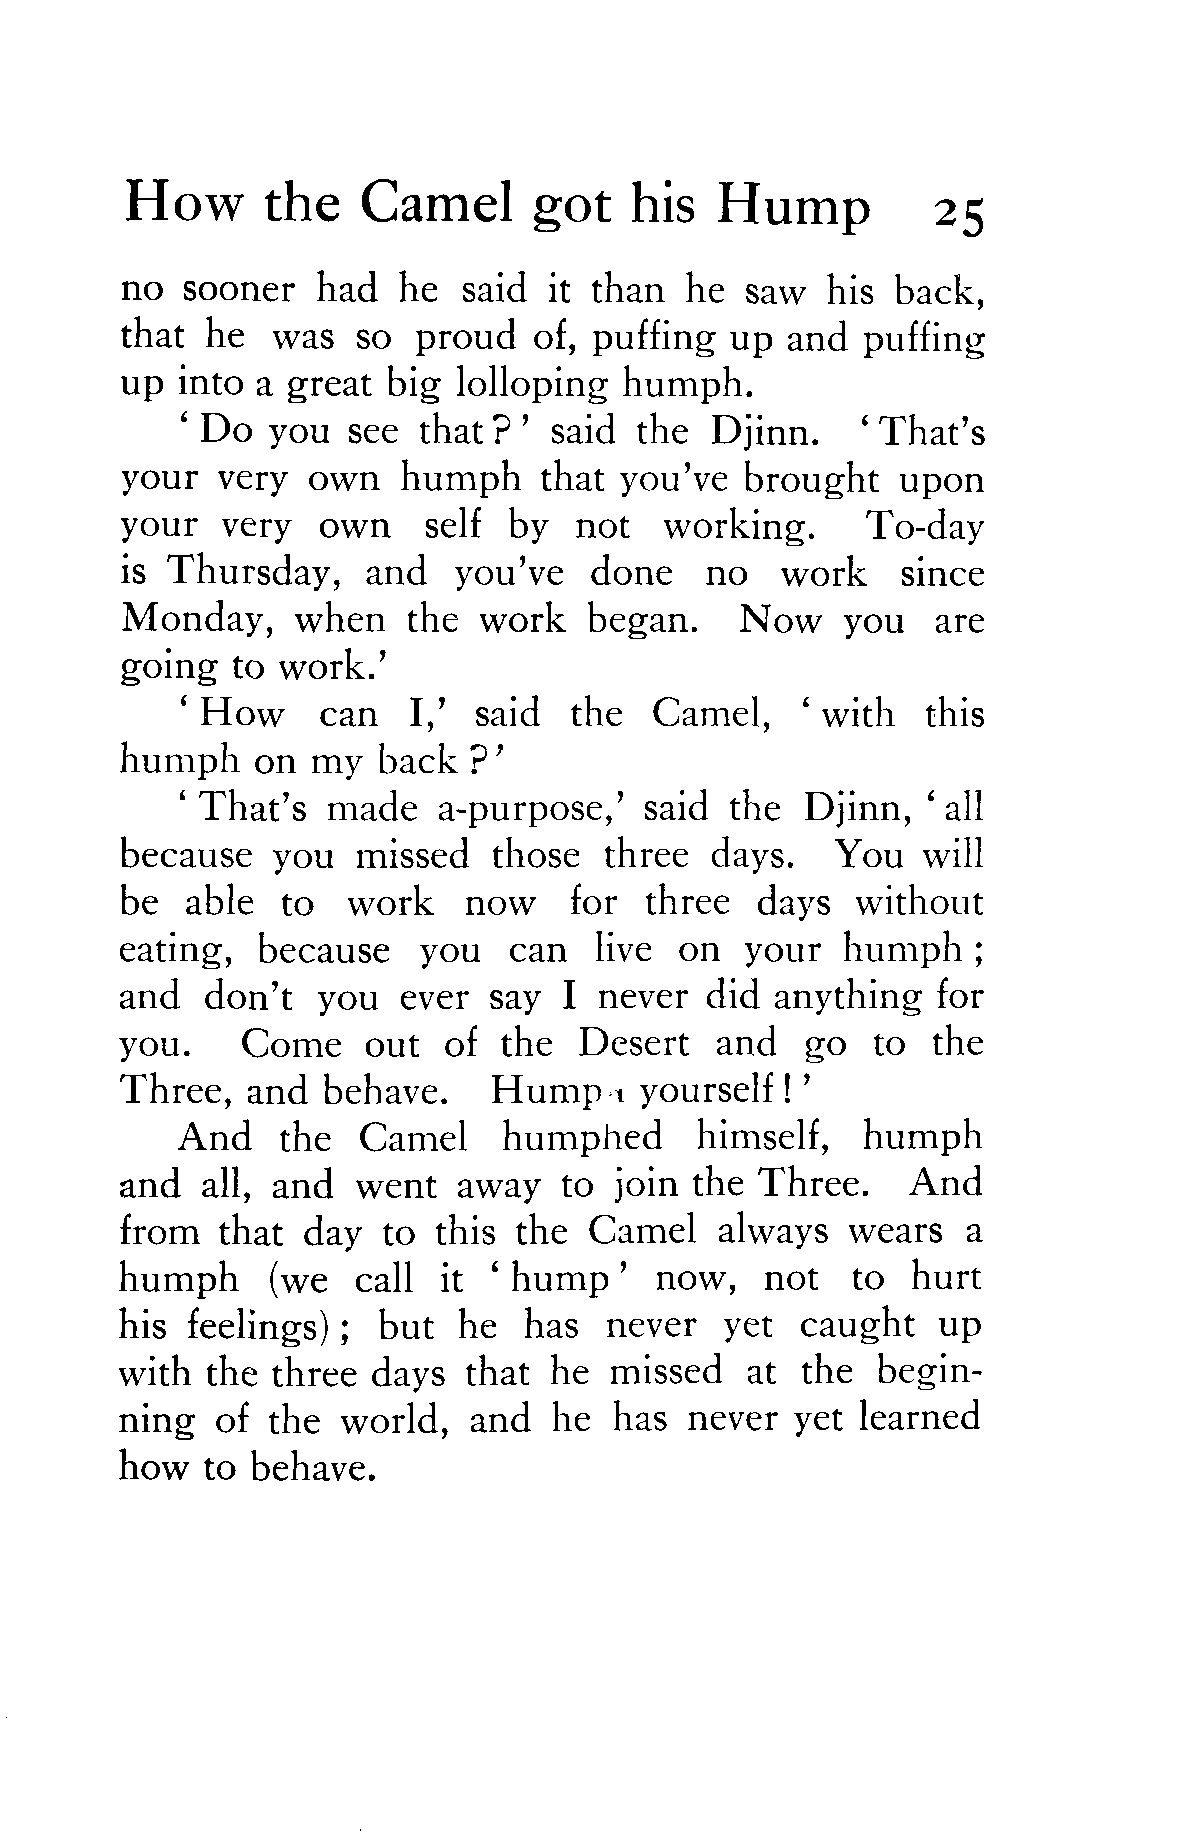 How the Camel got his Hump 25
no sooner had he said it than he saw his back,
that he was so proud of, puffing up and puffing
up into a great big lolloping humph.
‘ Do you see that ? ’ said the Djinn. ‘ That’s
your very own humph that you’ve brought upon
your very own self by not working. To-day
is Thursday, and you’ve done no work since
Monday, when the work began. Now you are
going to work.’
‘ How can I,’ said the Camel, ‘ with this
humph on my back ? ’
‘ That’s made a-purpose,’ said the Djinn, ‘ all
because you missed those three days. You will
be able to work now for three days without
eating, because you can live on your humph ;
and don’t you ever say I never did anything for
you. Come out of the Desert and go to the
Three, and behave. Humph yourself ! ’
And the Camel humphed himself, humph
and all, and went away to join the Three. And
from that day to this the Camel always wears a
humph (we call it ‘ hump ’ now, not to hurt
his feelings) ; but he has never yet caught up
with the three days that he missed at the begin-
ning of the world, and he has never yet learned
how to behave.